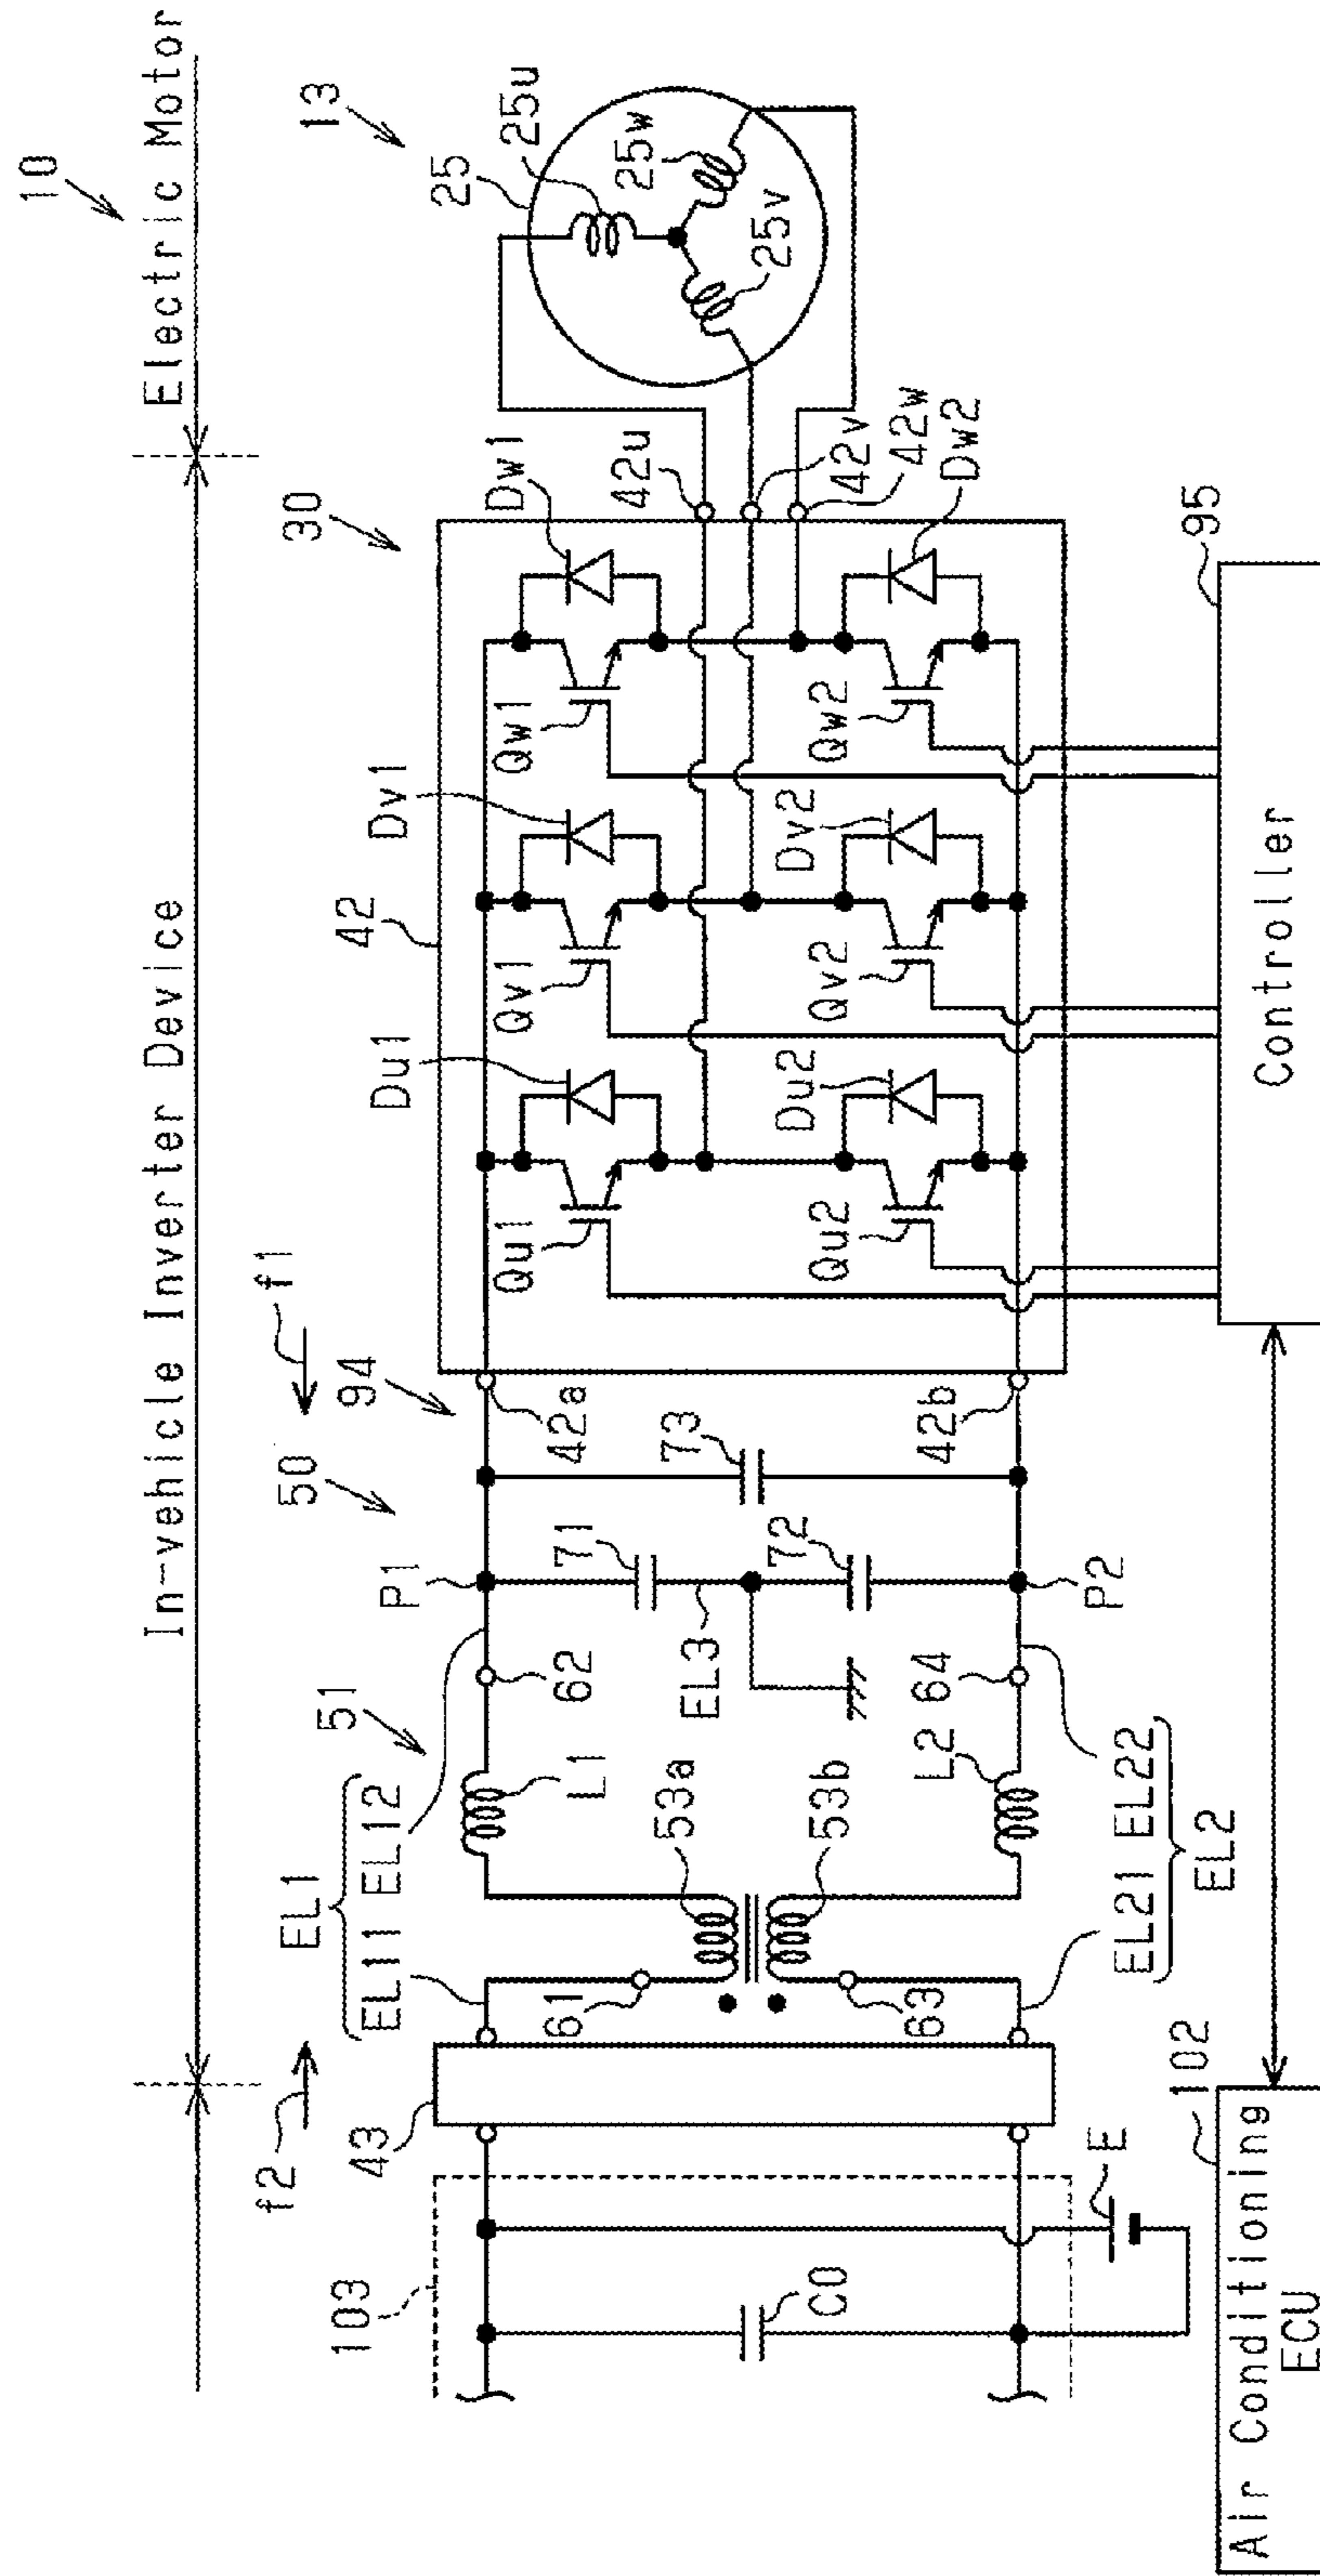 10
In-vehicle Inverter Device
Electric Motor
f2
f1
13
EL1
EL11 EL12
51
50
94
30
103
43
P1
42
Du1
Dv1
Dw1
25
25u
25w
25v
61
62
L1
53a
71
73
42a
Qu1
Qv1
Qw1
42u
EL3
C0
53b
72
Du2
Dv2
42v
42w
Dw2
63
L2
64
42b
Qu2
Qv2
Qw2
P2
E
EL21 EL22
EL2
102
95
Air Conditioning
ECU
Controller